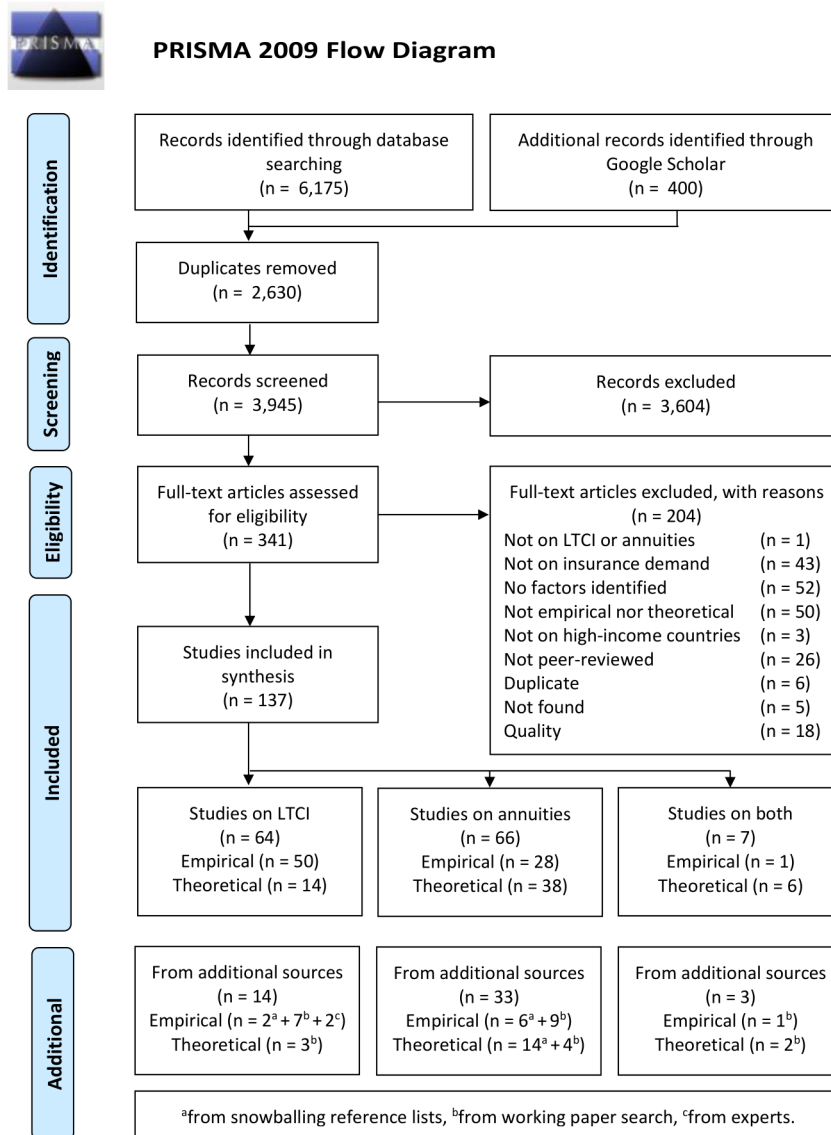 PRISMA
PRISMA 2009 Flow Diagram
Identification
Records identified through database
searching
(n = 6,175)
Additional records identified through
Google Scholar
(n = 400)
Duplicates removed
(n = 2,630)
Screening
Records screened
(n = 3,945)
Records excluded
(n = 3,604)
Eligibility
Full-text articles assessed
for eligibility
(n = 341)
Full-text articles excluded, with reasons
(n = 204)
Not on LTCI or annuities (n = 1)
Not on insurance demand (n = 43)
No factors identified (n = 52)
Not empirical nor theoretical (n = 50)
Not on high-income countries (n = 3)
Not peer-reviewed (n = 26)
Duplicate (n = 6)
Not found (n = 5)
Quality (n = 18)
Included
Studies included in
synthesis
(n = 137)
Studies on LTCI
(n = 64)
Empirical (n = 50)
Theoretical (n = 14)
Studies on annuities
(n = 66)
Empirical (n = 28)
Theoretical (n = 38)
Studies on both
(n = 7)
Empirical (n = 1)
Theoretical (n = 6)
Additional
From additional sources
(n = 14)
Empirical (n = 2ᵃ + 7ᵇ + 2ᶜ)
Theoretical (n = 3ᵇ)
From additional sources
(n = 33)
Empirical (n = 6ᵃ + 9ᵇ)
Theoretical (n = 14ᵃ + 4ᵇ)
From additional sources
(n = 3)
Empirical (n = 1ᵇ)
Theoretical (n = 2ᵇ)
ᵃfrom snowballing reference lists, ᵇfrom working paper search, ᶜfrom experts.